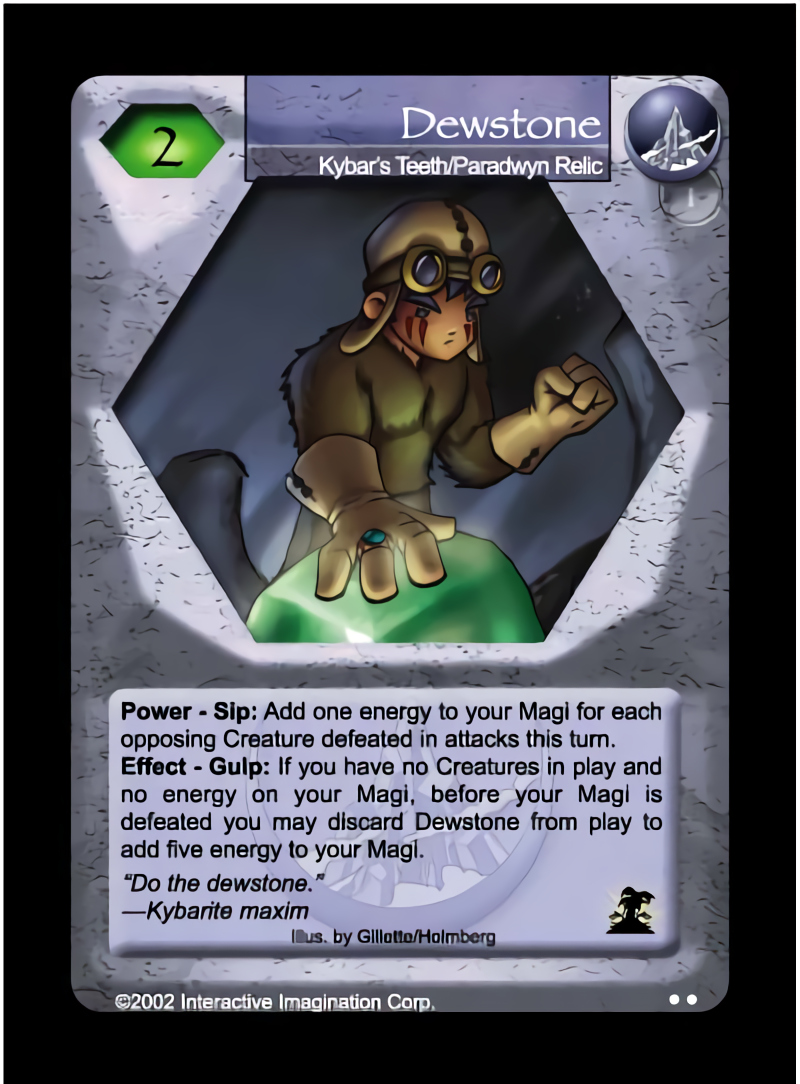 2
Dewstone
Kybar's Teeth/Paradwyn Relic
Power - Sip: Add one energy to your Magi for each
opposing Creature defeated in attacks this turn.
Effect - Gulp: If you have no Creatures in play and
no energy on your Magi, before your Magi is
defeated you may discard Dewstone from play to
add five energy to your Magi.
"Do the dewstone."
—Kybarite maxim
Illus. by Gillotte/Holmberg
©2002 Interactive Imagination Corp.